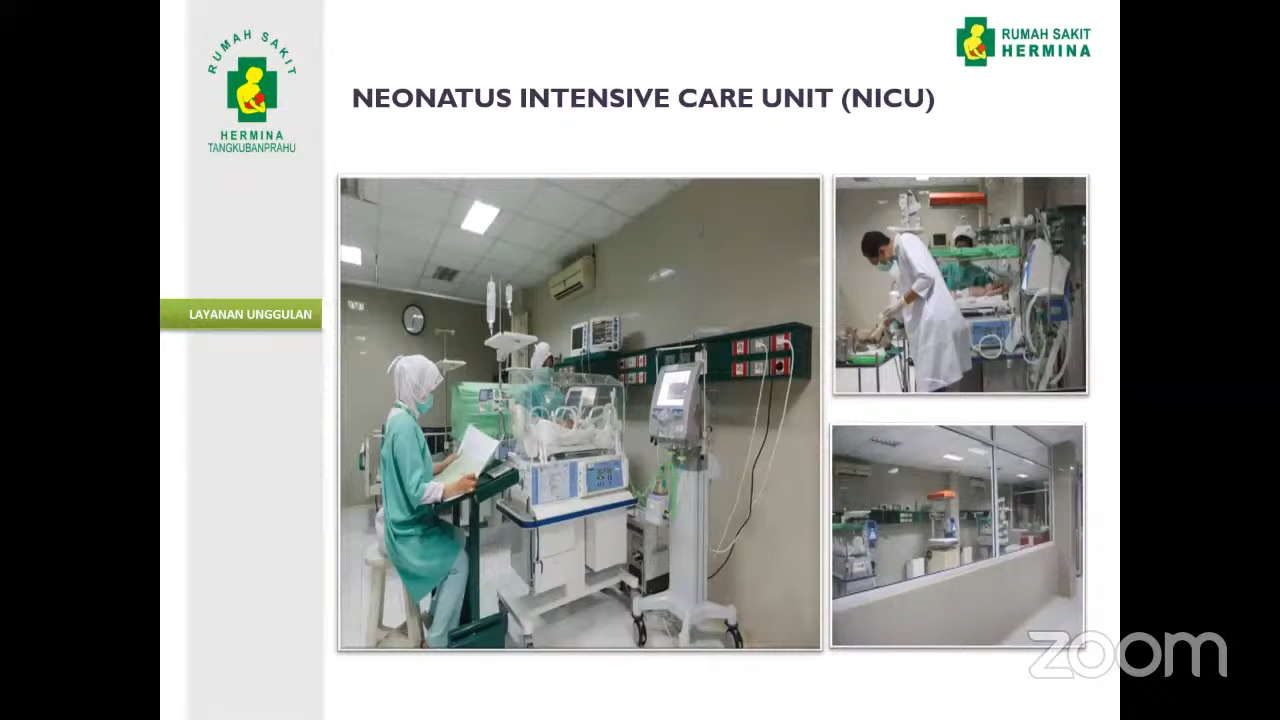 RUMAH SAKIT
HERMINA
TANGKUBANPRAHU
RUMAH SAKIT
HERMINA
NEONATUS INTENSIVE CARE UNIT (NICU)
LAYANAN UNGGULAN
zoom